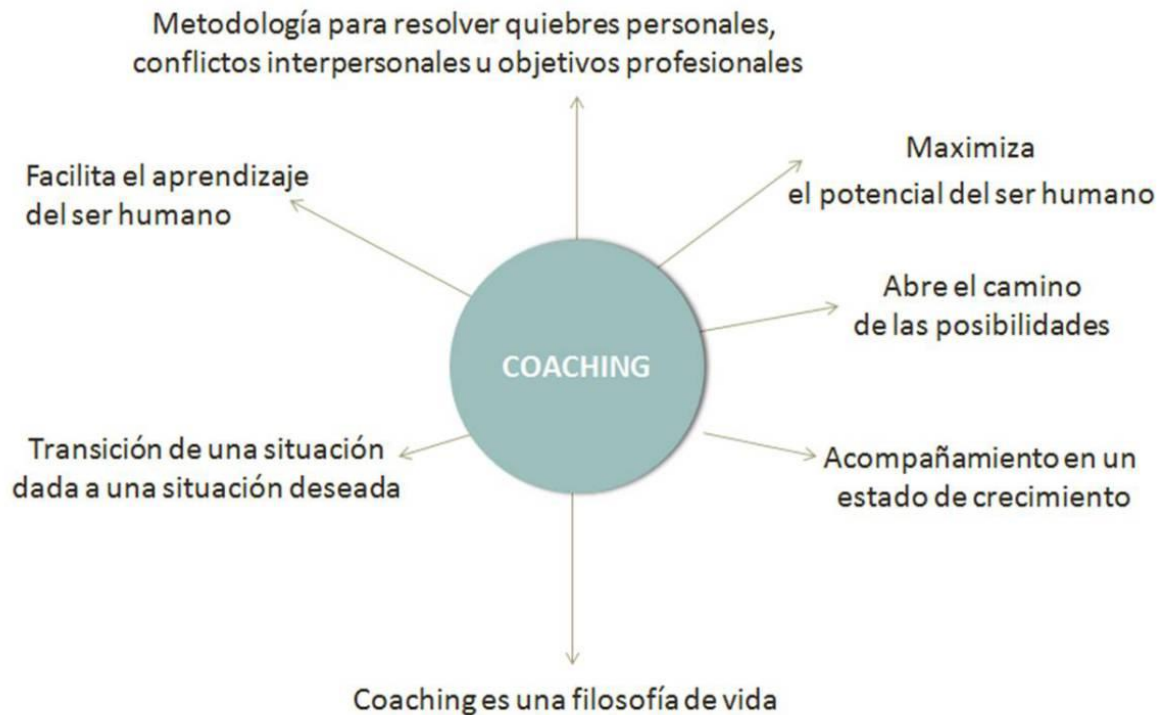 Metodología para resolver quiebres personales,
conflictos interpersonales u objetivos profesionales
Facilita el aprendizaje
del ser humano
Maximiza
el potencial del ser humano
Abre el camino
de las posibilidades
COACHING
Transición de una situación
dada a una situación deseada
Acompañamiento en un
estado de crecimiento
Coaching es una filosofía de vida